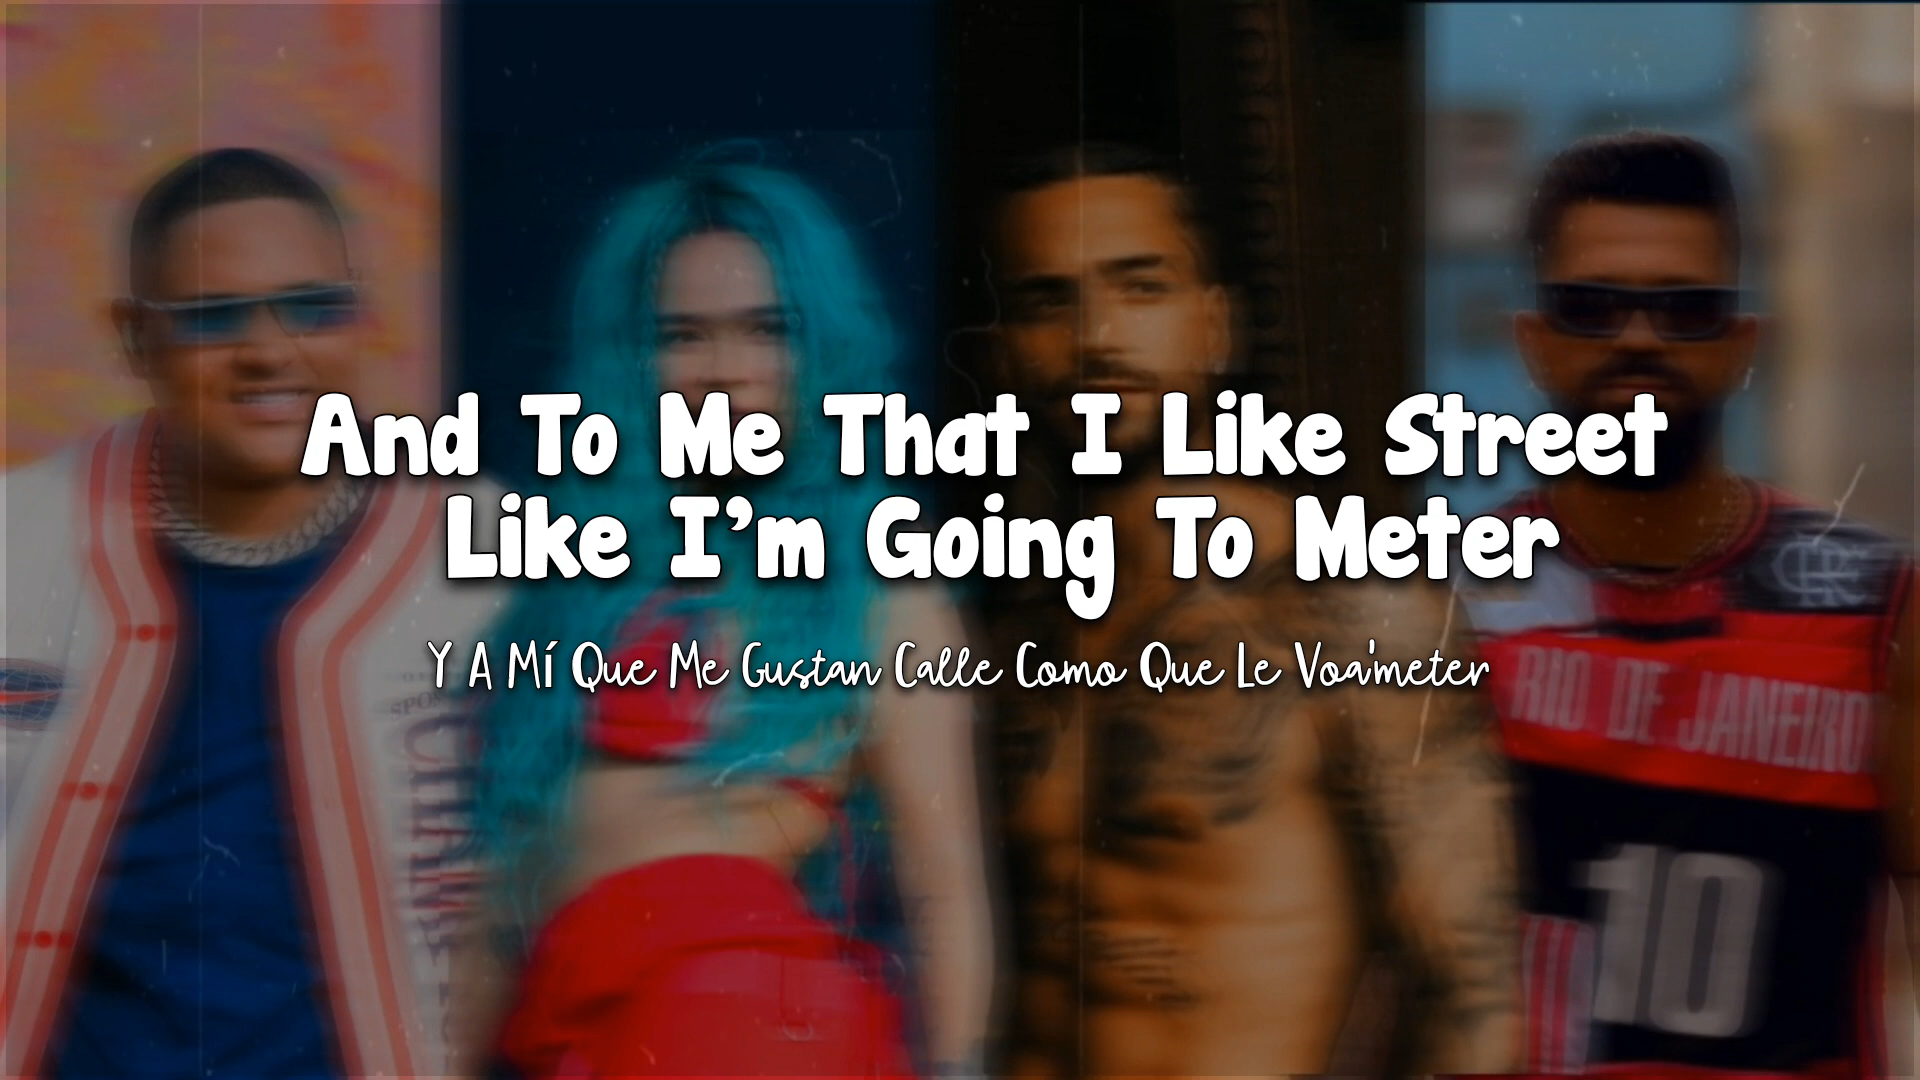 And To Me That I Like Street
Like I'm Going To Meter
Y A Mí Que Me Gustan Calle Como Que Le Voa'meter
RIO DE JANEIRO
10